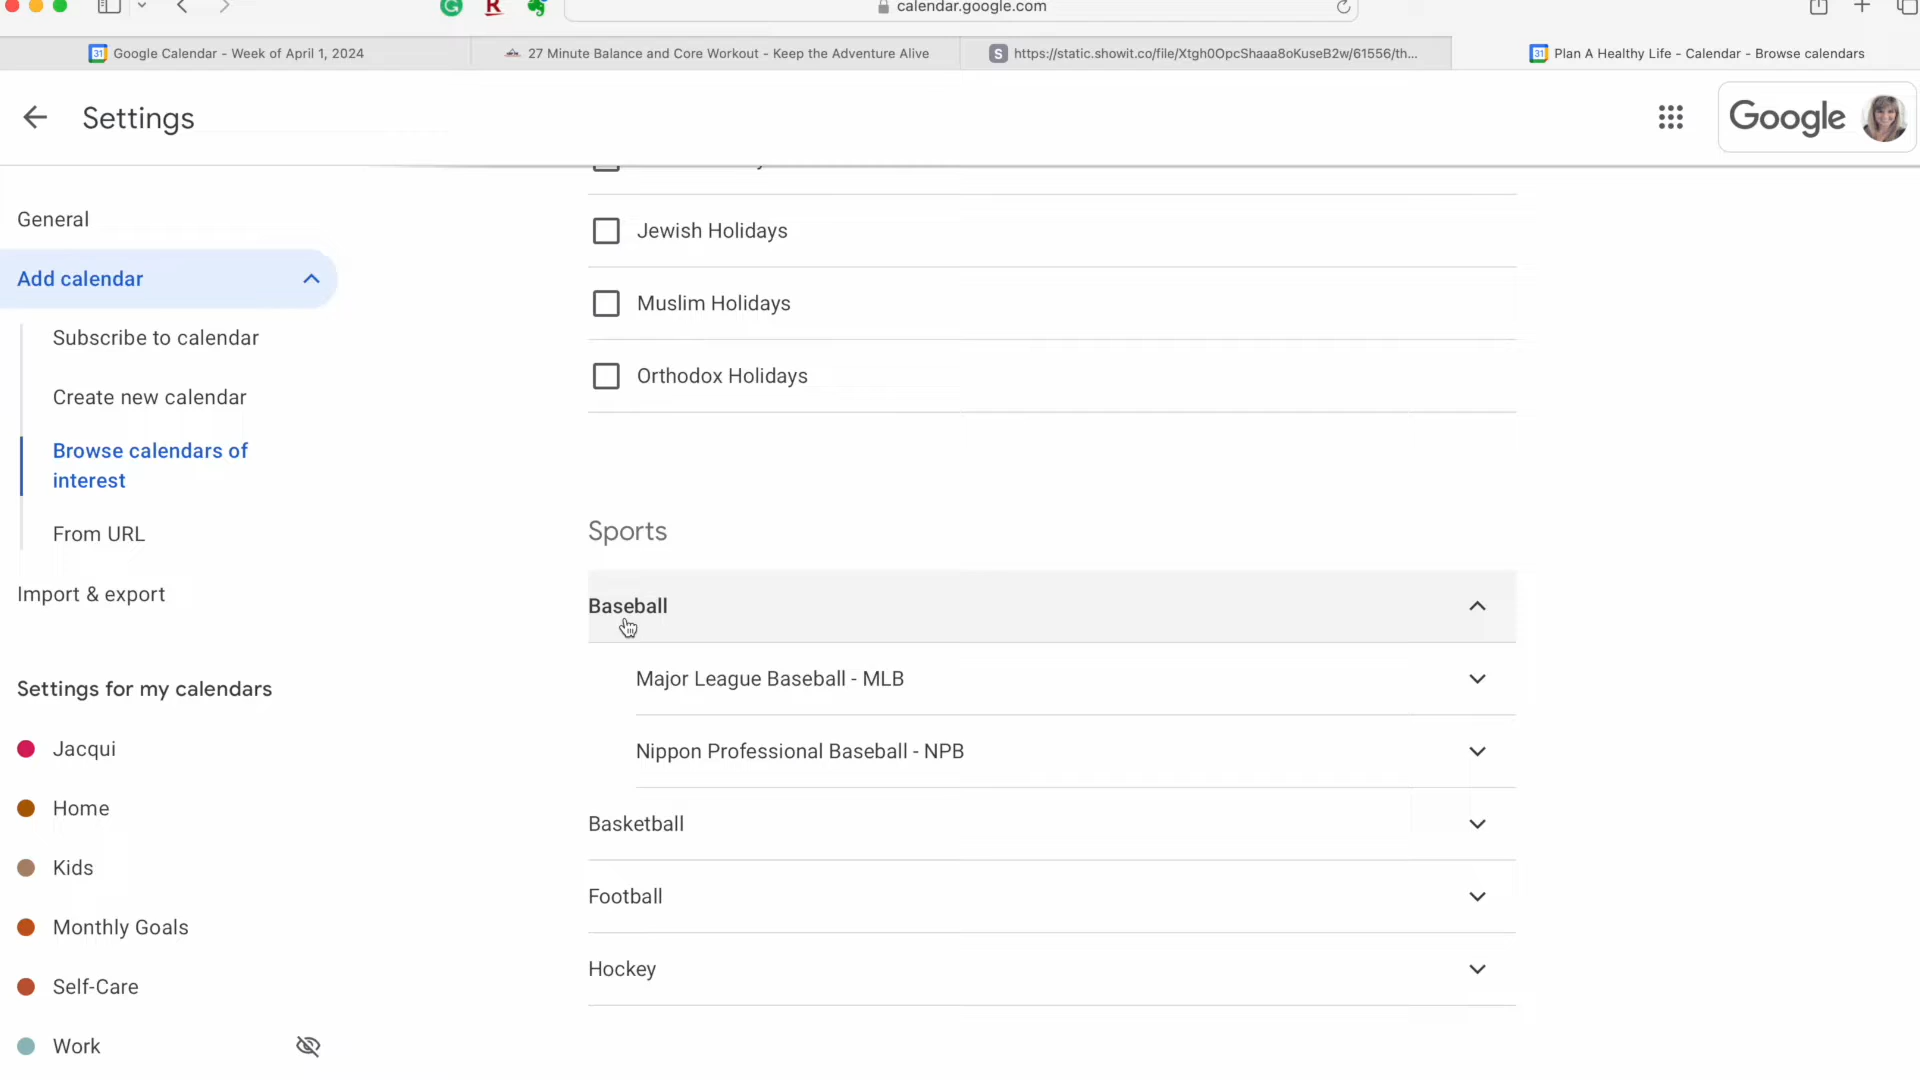 calendar.google.com
Google Calendar - Week of April 1, 2024
27 Minute Balance and Core Workout - Keep the Adventure Alive
S
https://static.showit.co/file/Xtgh0OpcShaaa8oKuseB2w/61556/th...
Plan A Healthy Life - Calendar - Browse calendars
Settings
Google
General
Add calendar
Subscribe to calendar
Create new calendar
Browse calendars of
interest
From URL
Import & export
Settings for my calendars
Jacqui
Home
Kids
Monthly Goals
Self-Care
Work
Jewish Holidays
Muslim Holidays
Orthodox Holidays
Sports
Baseball
Major League Baseball - MLB
Nippon Professional Baseball - NPB
Basketball
Football
Hockey